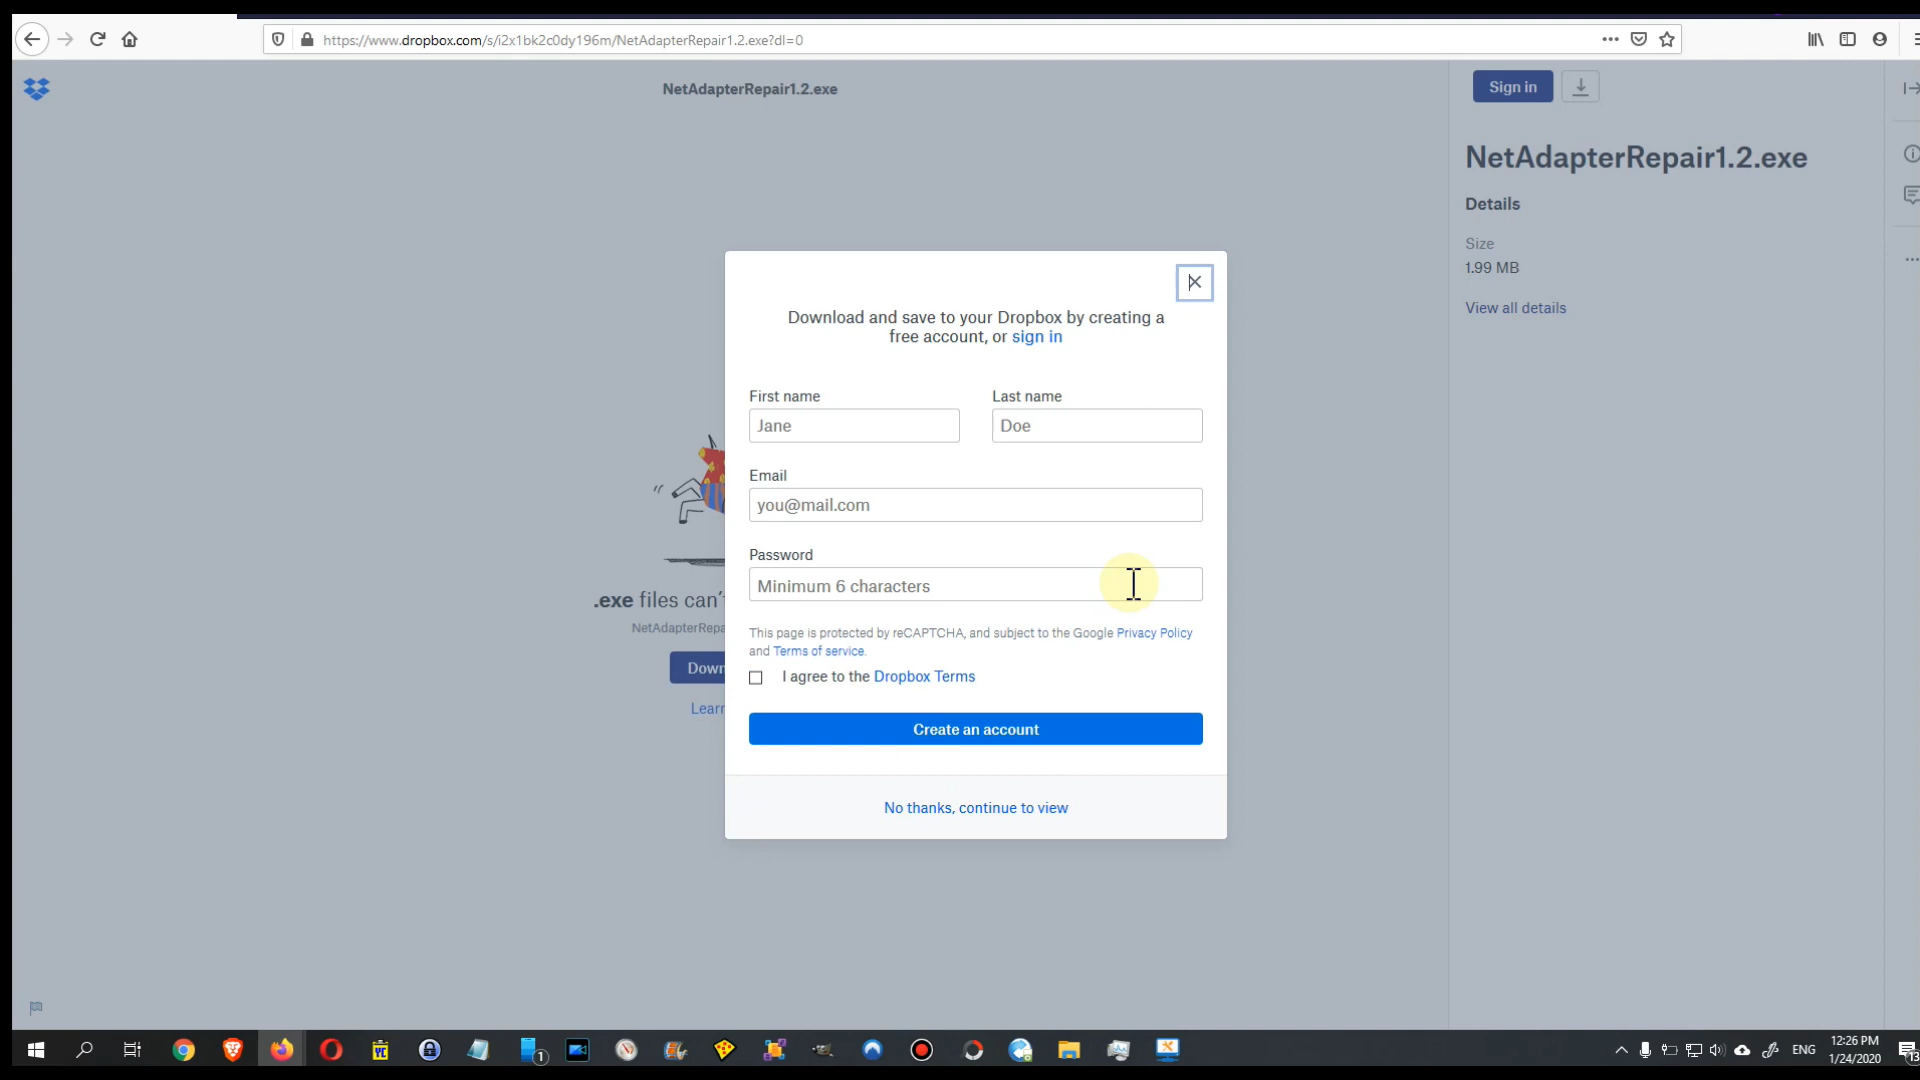 https://www.dropbox.com/s/i2x1bk2c0dy196m/NetAdapterRepair1.2.exe?dl=0
NetAdapterRepair1.2.exe
Sign in
NetAdapterRepair1.2.exe
Details
Size
1.99 MB
View all details
Download and save to your Dropbox by creating a
free account, or sign in
First name
Last name
Jane
Doe
Email
you@mail.com
Password
Minimum 6 characters
.exe files can'
NetAdapterRepa
This page is protected by reCAPTCHA, and subject to the Google Privacy Policy
and Terms of service.
Down
I agree to the Dropbox Terms
Lear
Create an account
No thanks, continue to view
1
ENG
12:26 PM
1/24/2020
13